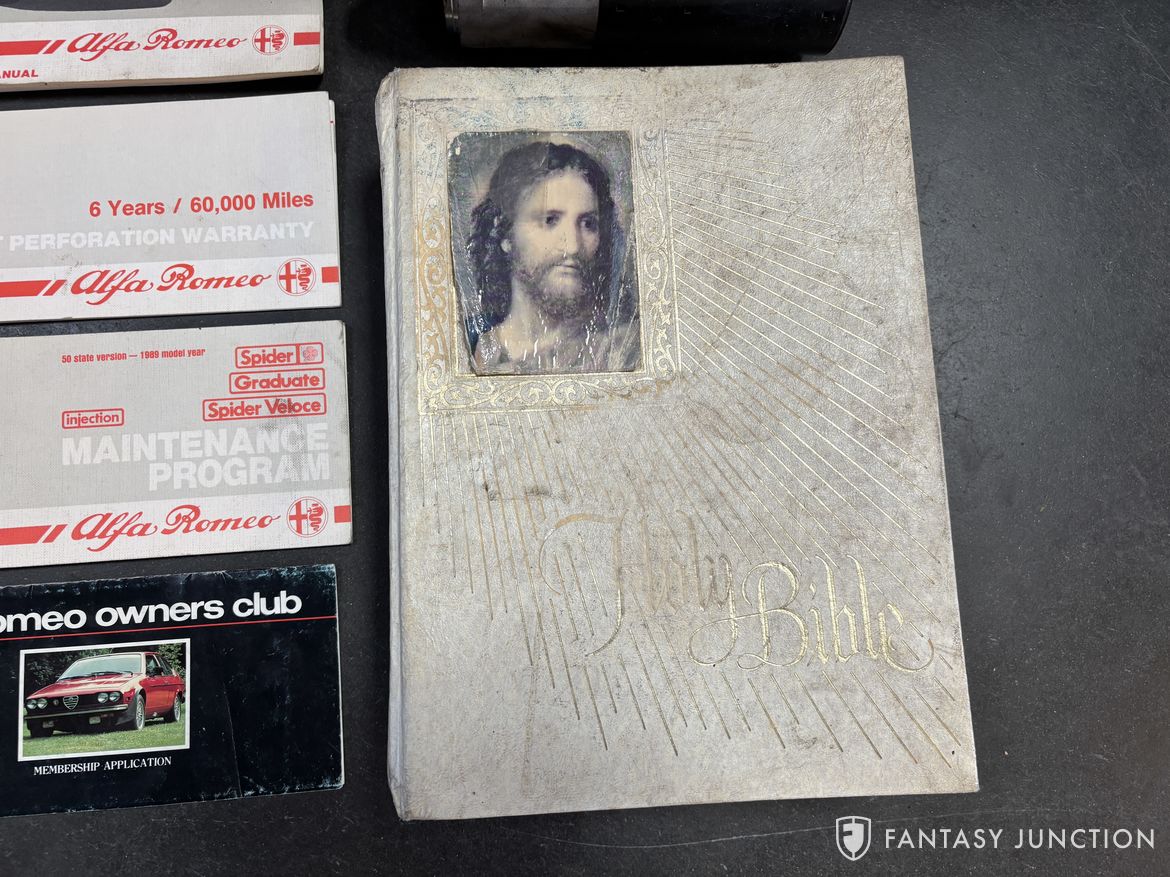 Alfa Romeo
ANUAL
6 Years / 60,000 Miles
PERFORATION WARRANTY
Alfa Romeo
50 state version — 1989 model year
Spider
Graduate
Spider Veloce
injection
MAINTENANCE
PROGRAM
Alfa Romeo
omeo owners club
MEMBERSHIP APPLICATION
Holy Bible
FANTASY JUNCTION